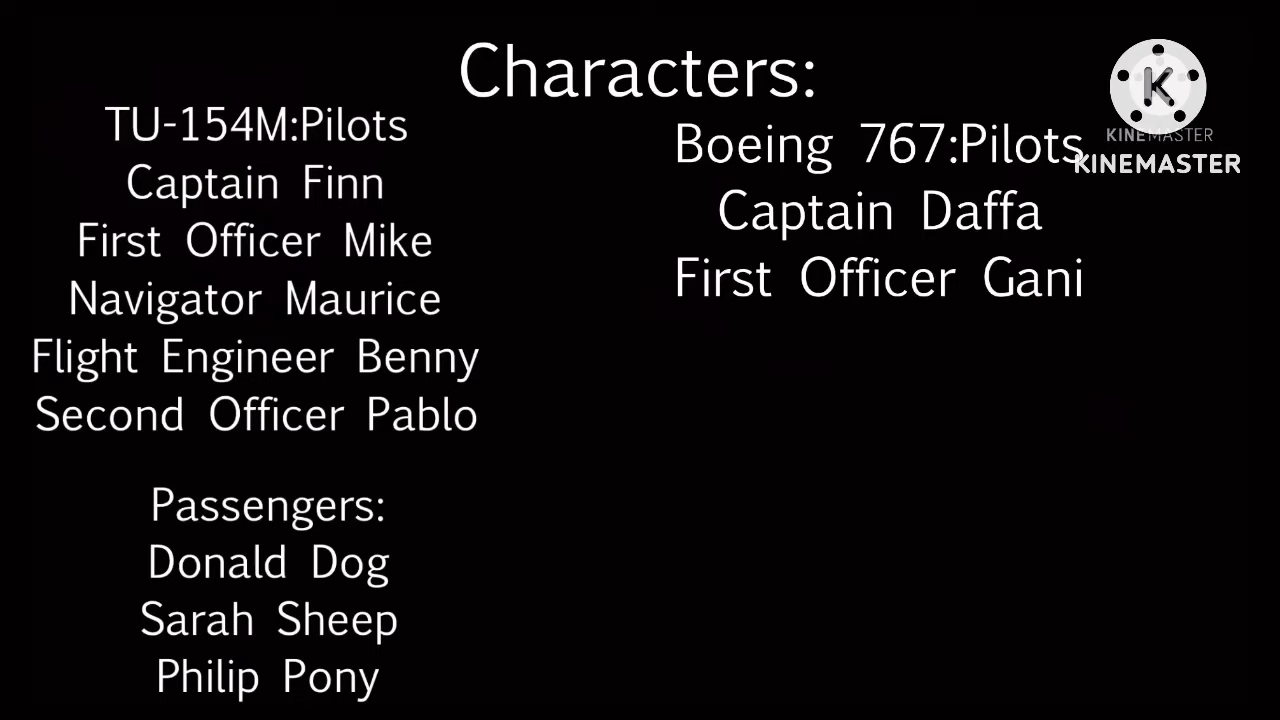 Characters:
TU-154M:Pilots
Captain Finn
First Officer Mike
Navigator Maurice
Flight Engineer Benny
Second Officer Pablo
Passengers:
Donald Dog
Sarah Sheep
Philip Pony
Boeing 767:Pilots
Captain Daffa
First Officer Gani
K
KINEMASTER
KINEMASTER